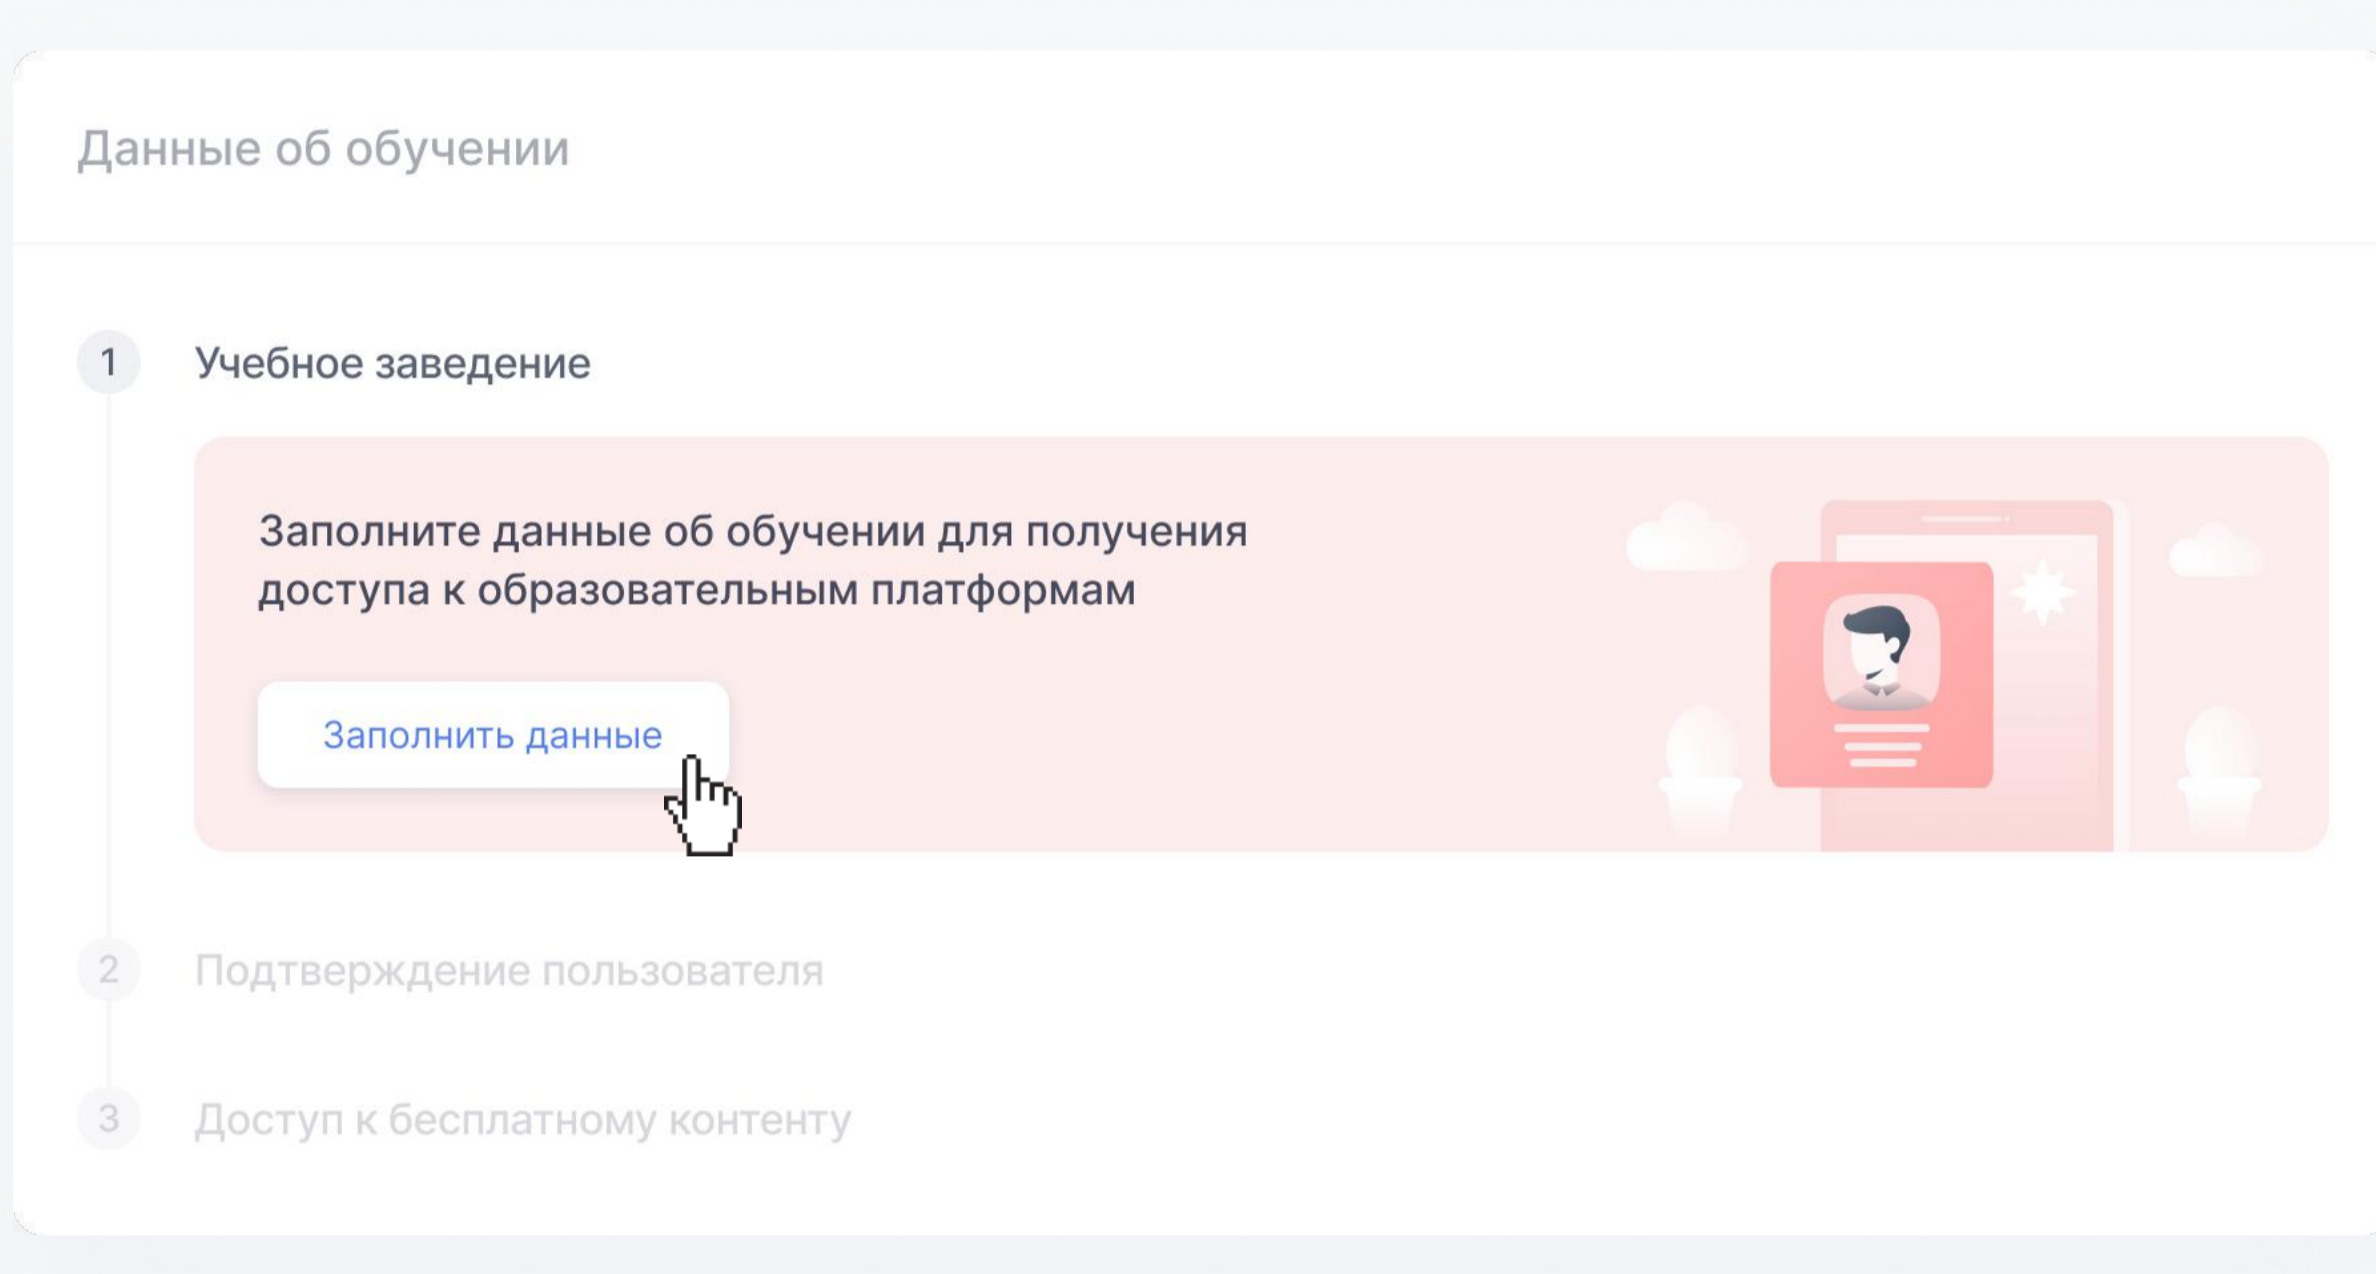 Данные об обучении
1 Учебное заведение
Заполните данные об обучении для получения
доступа к образовательным платформам
Заполнить данные
2 Подтверждение пользователя
3 Доступ к бесплатному контенту